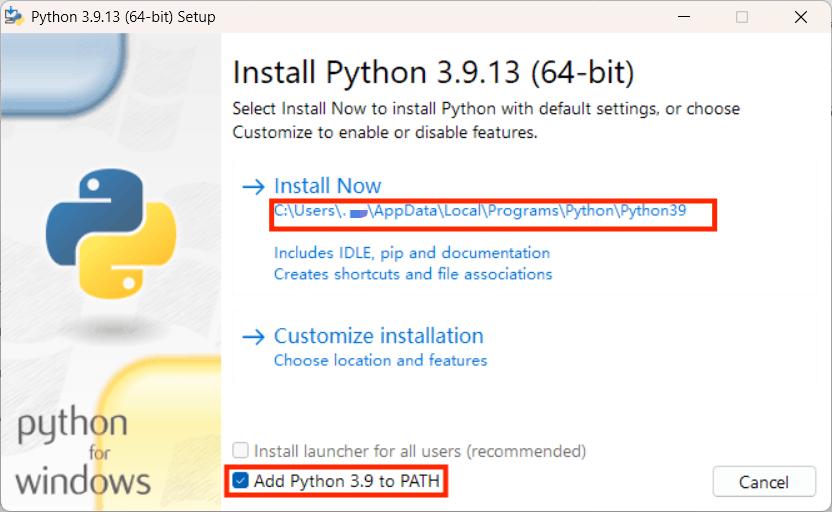 Python 3.9.13 (64-bit) Setup
Install Python 3.9.13 (64-bit)
Select Install Now to install Python with default settings, or choose
Customize to enable or disable features.
Install Now
C:\Users\. \AppData\Local\Programs\Python\Python39
Includes IDLE, pip and documentation
Creates shortcuts and file associations
Customize installation
Choose location and features
python
for
windows
Install launcher for all users (recommended)
Add Python 3.9 to PATH
Cancel